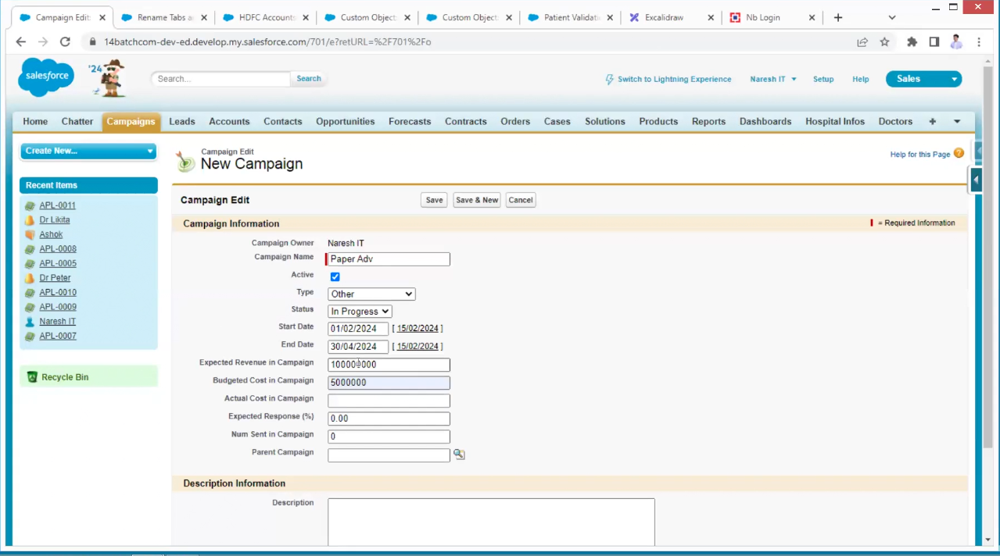 Campaign Edit:
Rename Tabs a
HDFC Accounts
Custom Object
Custom Object
Patient Validati
Excalidraw
Nb Login
14batchcom-dev-ed.develop.my.salesforce.com/701/e?retURL=%2F701%2Fo
salesforce
'24
Search...
Search
Switch to Lightning Experience
Naresh IT
Setup
Help
Sales
Home
Chatter
Campaigns
Leads
Accounts
Contacts
Opportunities
Forecasts
Contracts
Orders
Cases
Solutions
Products
Reports
Dashboards
Hospital Infos
Doctors
Create New...
Recent Items
APL-0011
Dr Likita
Ashok
APL-0008
APL-0005
Dr Peter
APL-0010
APL-0009
Naresh IT
APL-0007
Recycle Bin
Campaign Edit
New Campaign
Help for this Page
Campaign Edit
Save
Save & New
Cancel
Campaign Information
= Required Information
Campaign Owner Naresh IT
Campaign Name Paper Adv
Active
Type Other
Status In Progress
Start Date 01/02/2024 [ 15/02/2024 ]
End Date 30/04/2024 [ 15/02/2024 ]
Expected Revenue in Campaign 100000000
Budgeted Cost in Campaign 5000000
Actual Cost in Campaign
Expected Response (%) 0.00
Num Sent in Campaign 0
Parent Campaign
Description Information
Description